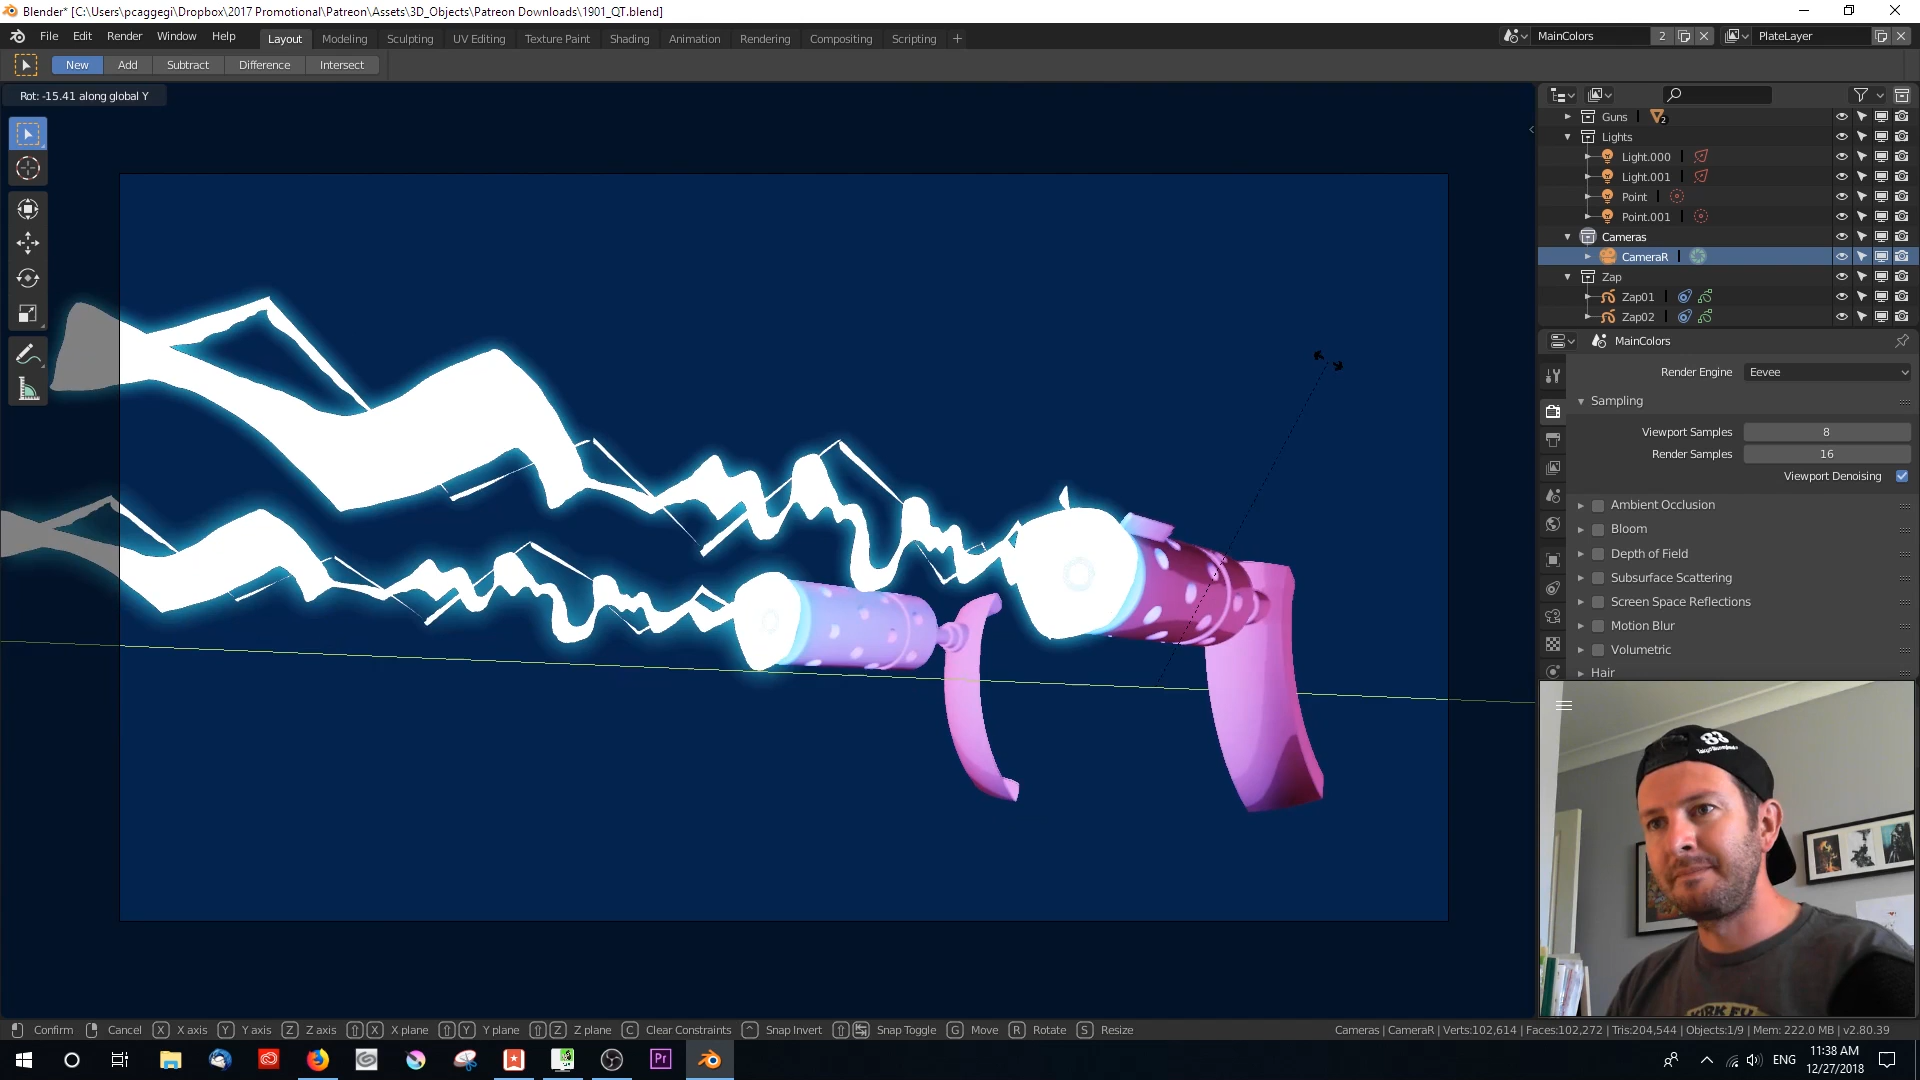 Blender* [C:\Users\pcaggegi\Dropbox\2017 Promotional\Patreon\Assets\3D_Objects\Patreon Downloads\1901_QT.blend]
File Edit Render Window Help Layout Modeling Sculpting UV Editing Texture Paint Shading Animation Rendering Compositing Scripting + MainColors 2 PlateLayer
New Add Subtract Difference Intersect
Rot: -15.41 along global Y
Guns 2
Lights
Light.000
Light.001
Point
Point.001
Cameras
CameraR
Zap
Zap01
Zap02
MainColors
Render Engine Eevee
Sampling
Viewport Samples 8
Render Samples 16
Viewport Denoising
Ambient Occlusion
Bloom
Depth of Field
Subsurface Scattering
Screen Space Reflections
Motion Blur
Volumetric
Hair
Confirm Cancel X X axis Y Y axis Z Z axis X X plane Y Y plane Z Z plane C Clear Constraints ^ Snap Invert Snap Toggle G Move R Rotate S Resize Cameras | CameraR | Verts:102,614 | Faces:102,272 | Tris:204,544 | Objects:1/9 | Mem: 222.0 MB | v2.80.39
Pr ENG 11:38 AM
12/27/2018